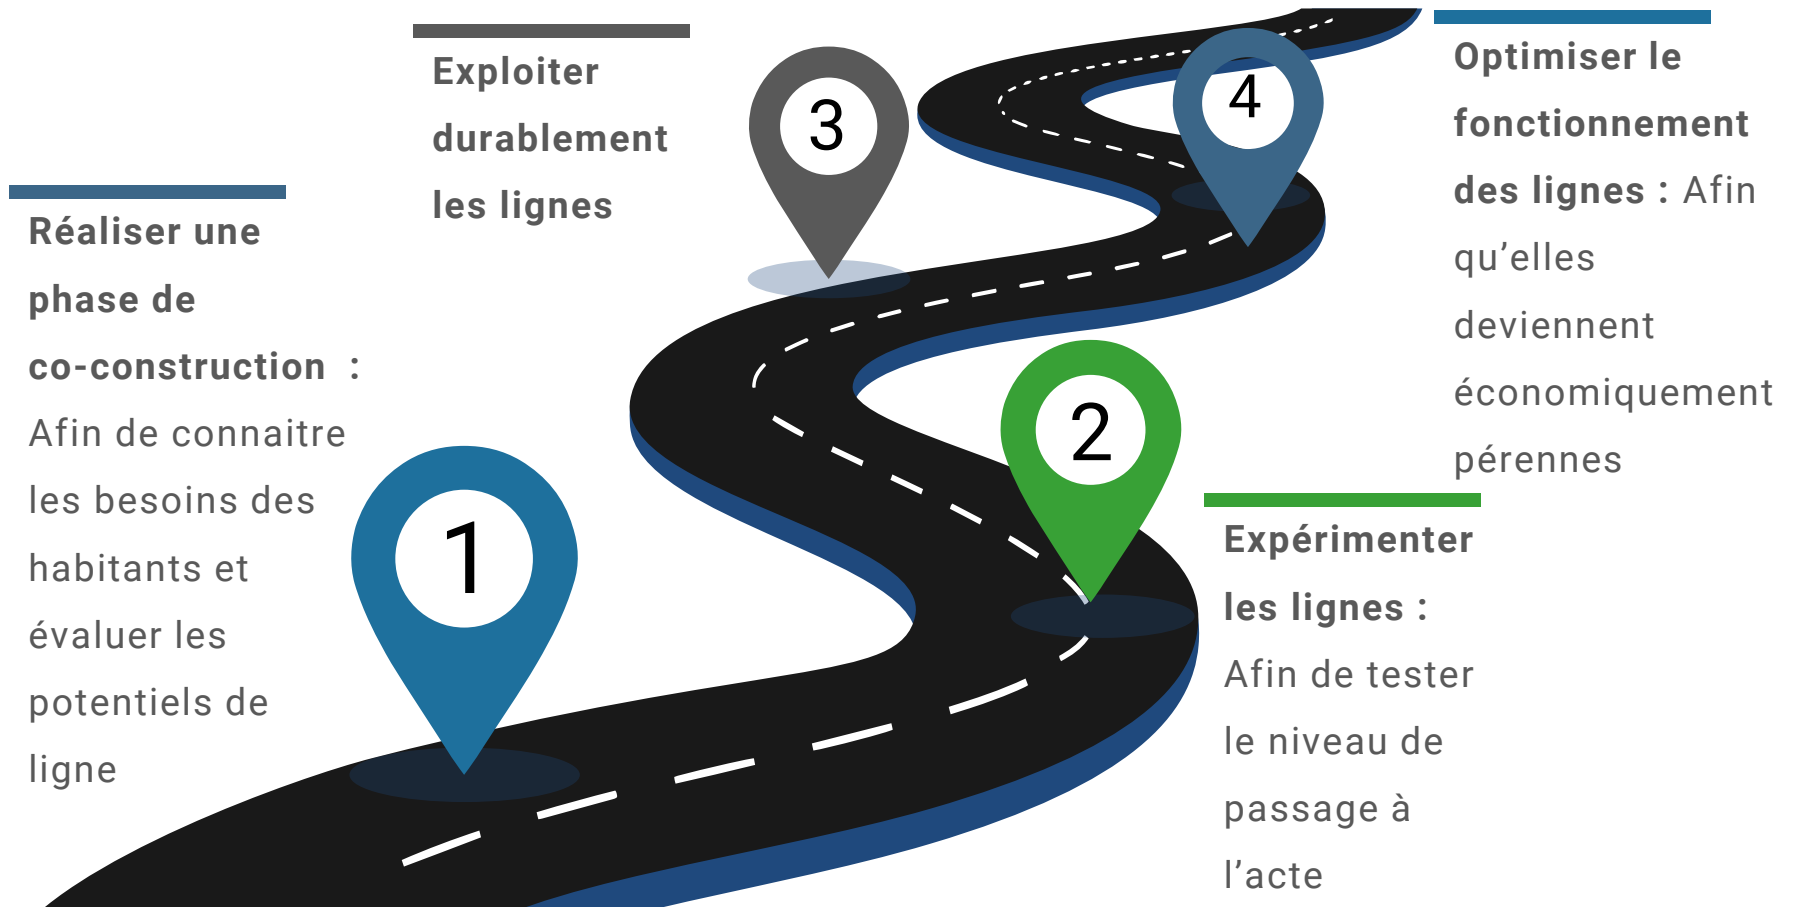 Réaliser une
phase de
co-construction :
Afin de connaitre
les besoins des
habitants et
évaluer les
potentiels de
ligne
1
Expérimenter
les lignes :
Afin de tester
le niveau de
passage à
l’acte
2
Exploiter
durablement
les lignes
3
Optimiser le
fonctionnement
des lignes : Afin
qu’elles
deviennent
économiquement
pérennes
4